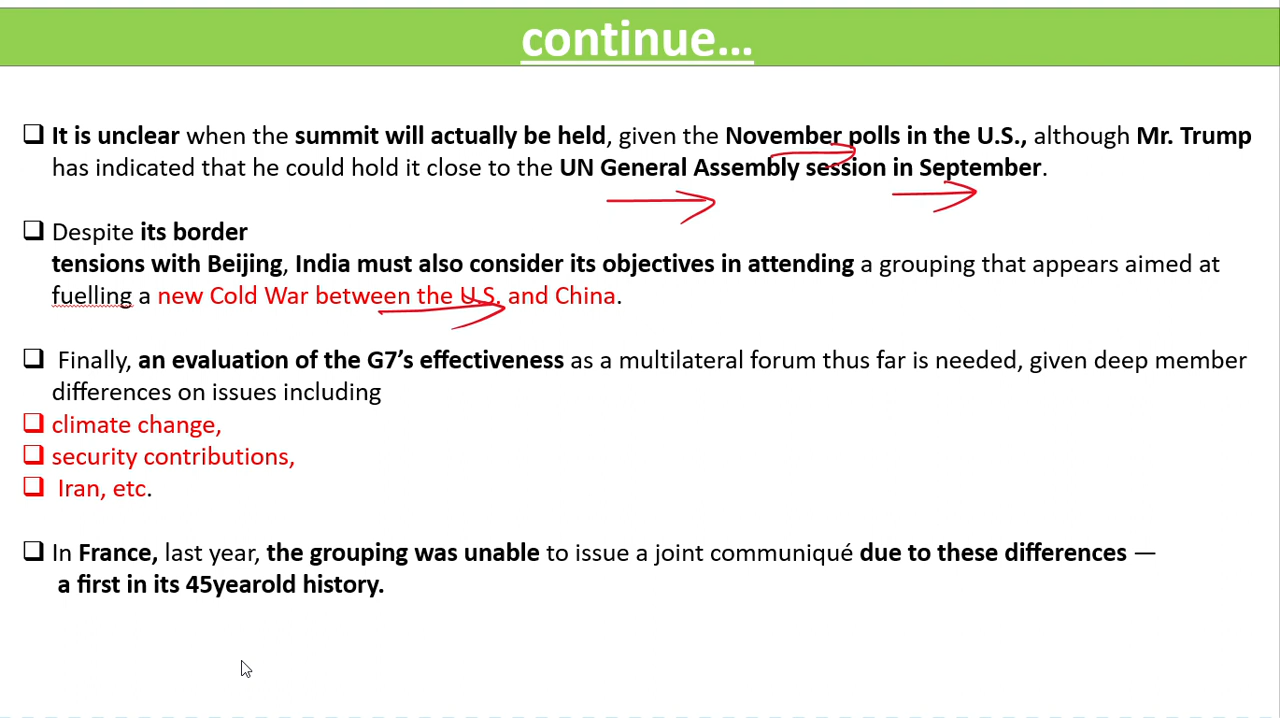 continue...
It is unclear when the summit will actually be held, given the November polls in the U.S., although Mr. Trump
has indicated that he could hold it close to the UN General Assembly session in September.
Despite its border
tensions with Beijing, India must also consider its objectives in attending a grouping that appears aimed at
fuelling a new Cold War between the U.S. and China.
Finally, an evaluation of the G7’s effectiveness as a multilateral forum thus far is needed, given deep member
differences on issues including
climate change,
security contributions,
Iran, etc.
In France, last year, the grouping was unable to issue a joint communiqué due to these differences —
a first in its 45yearold history.